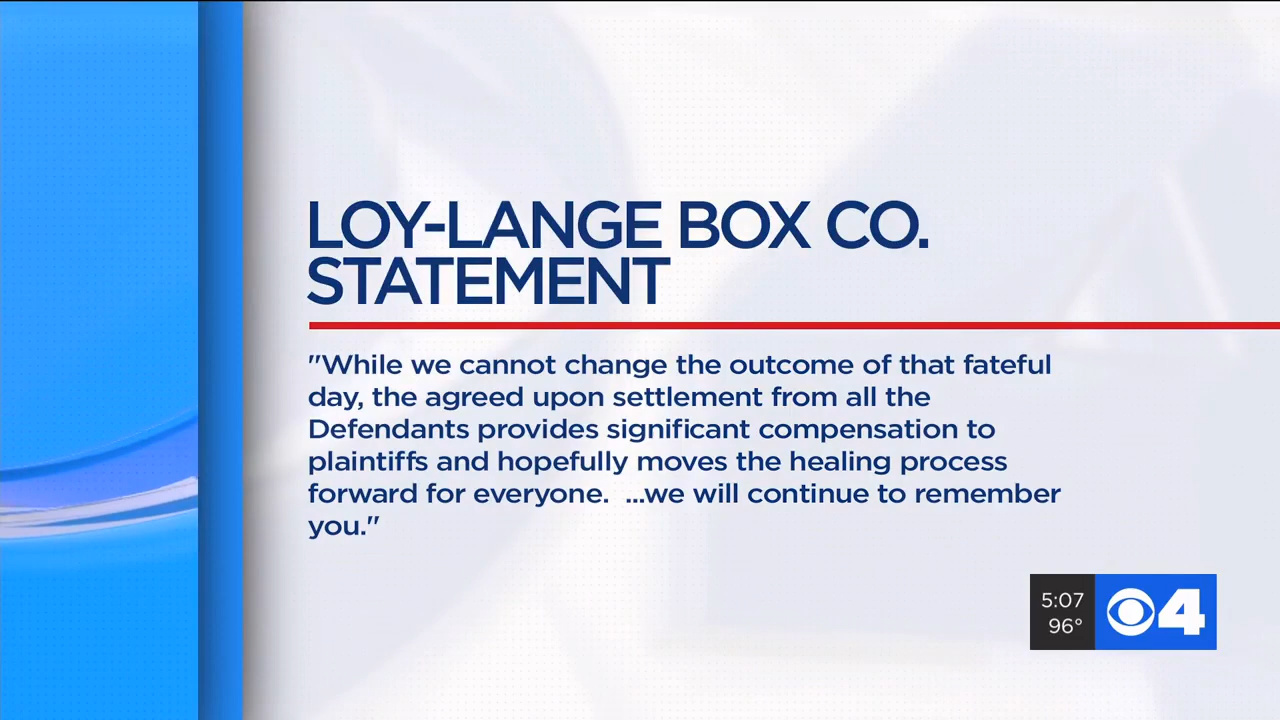 LOY-LANGE BOX CO.
STATEMENT
"While we cannot change the outcome of that fateful
day, the agreed upon settlement from all the
Defendants provides significant compensation to
plaintiffs and hopefully moves the healing process
forward for everyone.  ...we will continue to remember
you."
5:07
96°
4